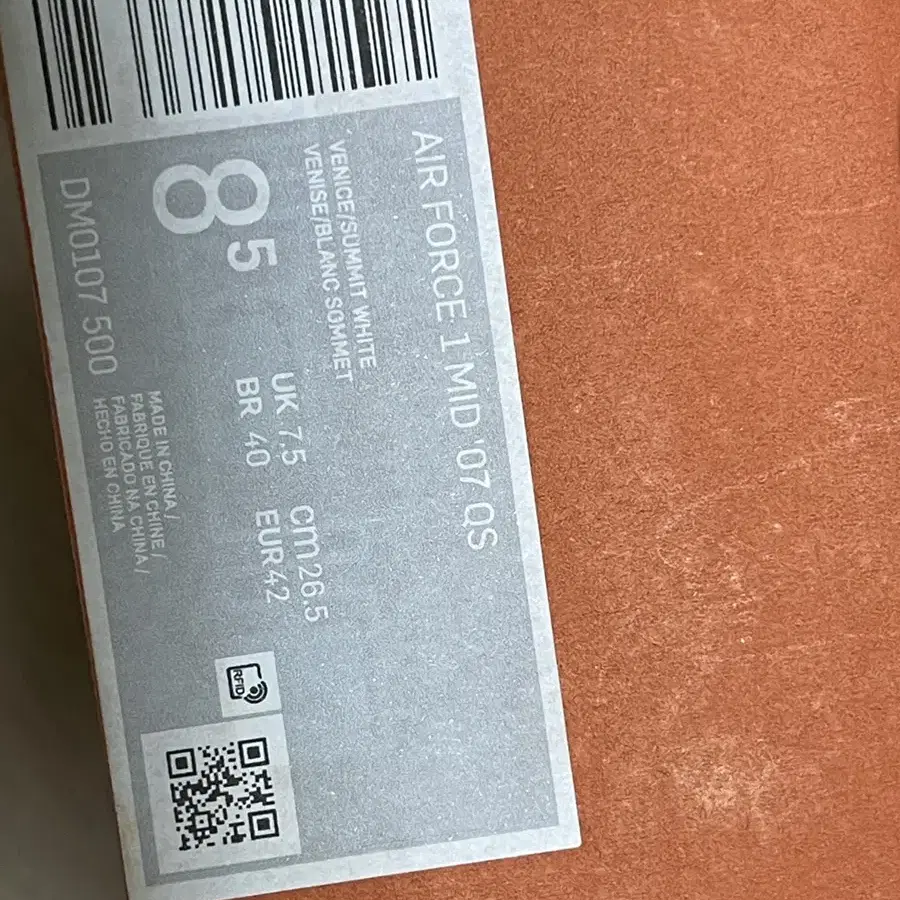 AIR FORCE 1 MID '07 QS
VENICE/SUMMIT WHITE
VENISE/BLANC SOMMET
8 5
UK 7.5 cm 26.5
BR 40 EUR 42
DM0107 500
MADE IN CHINA /
FABRIQUE EN CHINE /
FABRICADO NA CHINA /
HECHO EN CHINA
RFID